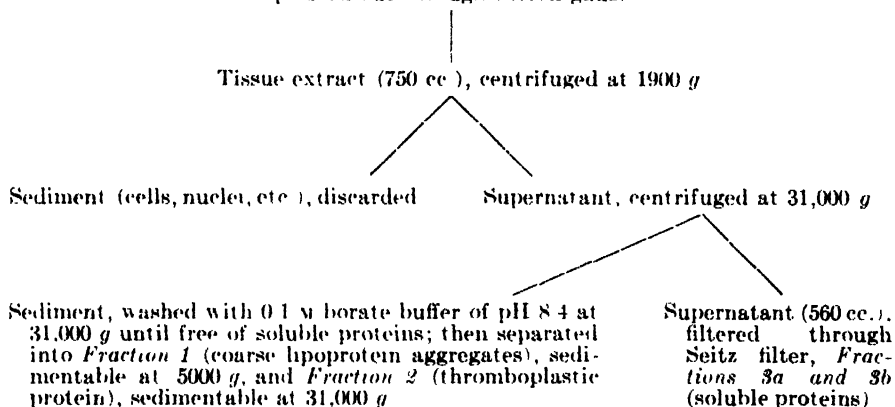 Tissue extract (750 cc ), centrifuged at 1900 g
Sediment (cells, nuclei, etc ), discarded
Supernatant, centrifuged at 31,000 g
Sediment, washed with 0 1 M borate buffer of pH 8 4 at
31,000 g until free of soluble proteins; then separated
into Fraction 1 (coarse lipoprotein aggregates), sedi-
mentable at 5000 g, and Fraction 2 (thromboplastic
protein), sedimentable at 31,000 g
Supernatant (560 cc.),
filtered through
Seitz filter, Frac-
tions 3a and 3b
(soluble proteins)